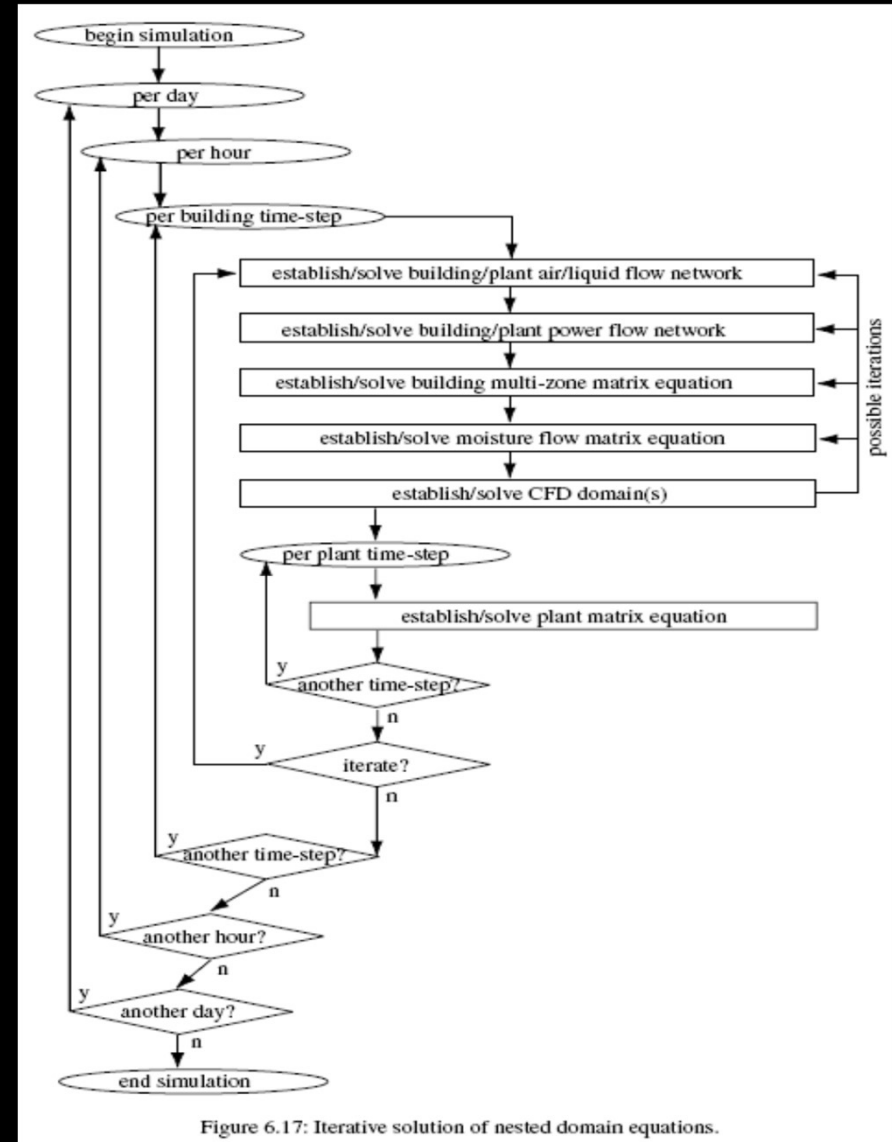 begin simulation
per day
per hour
per building time-step
establish/solve building/plant air/liquid flow network
establish/solve building/plant power flow network
establish/solve building multi-zone matrix equation
establish/solve moisture flow matrix equation
establish/solve CFD domain(s)
possible iterations
per plant time-step
establish/solve plant matrix equation
y
another time-step?
n
y
iterate?
n
y
another time-step?
n
y
another hour?
n
y
another day?
n
end simulation
Figure 6.17: Iterative solution of nested domain equations.